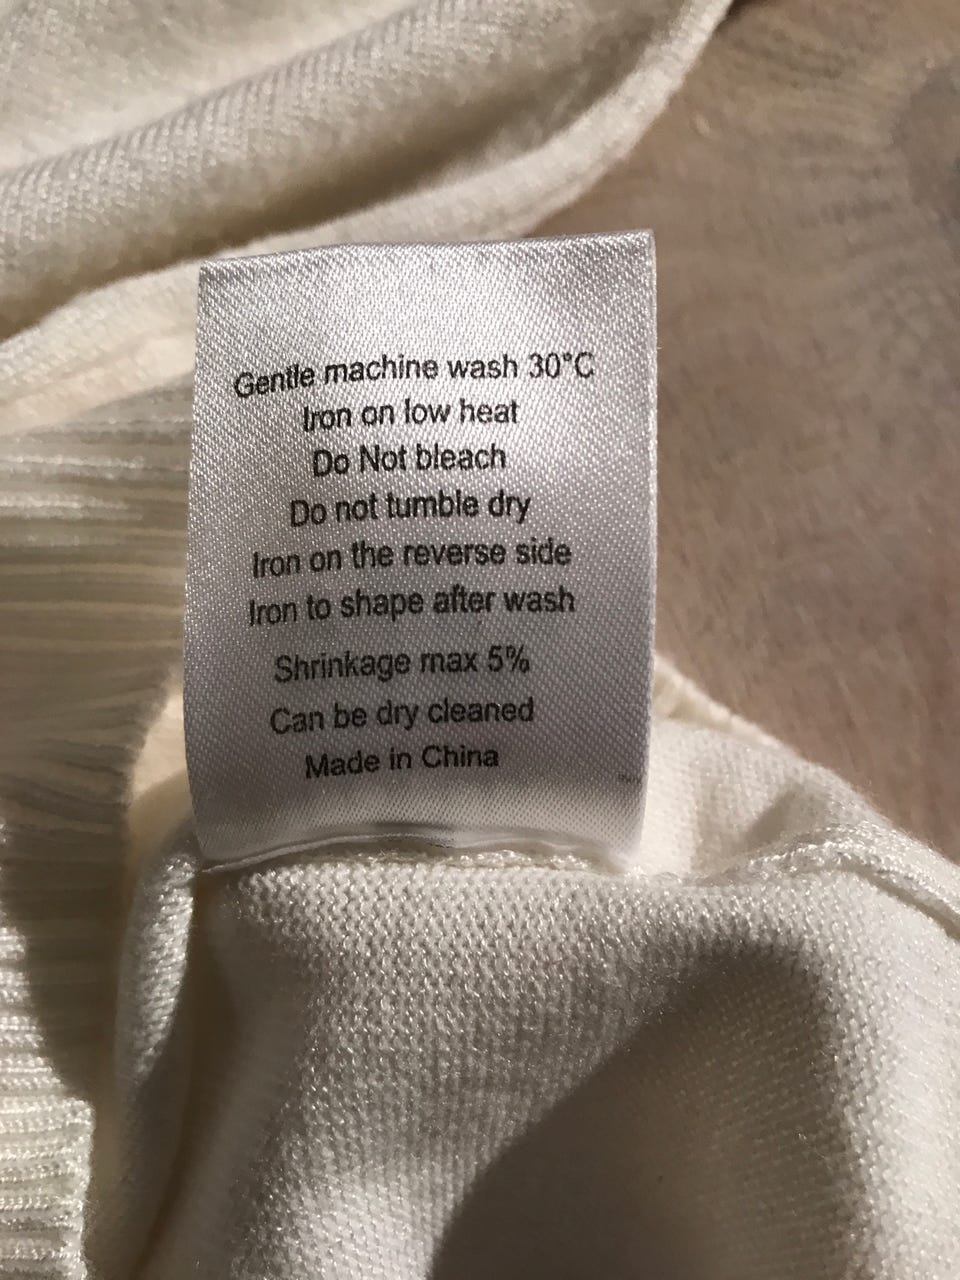 Gentle machine wash 30°C
Iron on low heat
Do Not bleach
Do not tumble dry
Iron on the reverse side
Iron to shape after wash
Shrinkage max 5%
Can be dry cleaned
Made in China